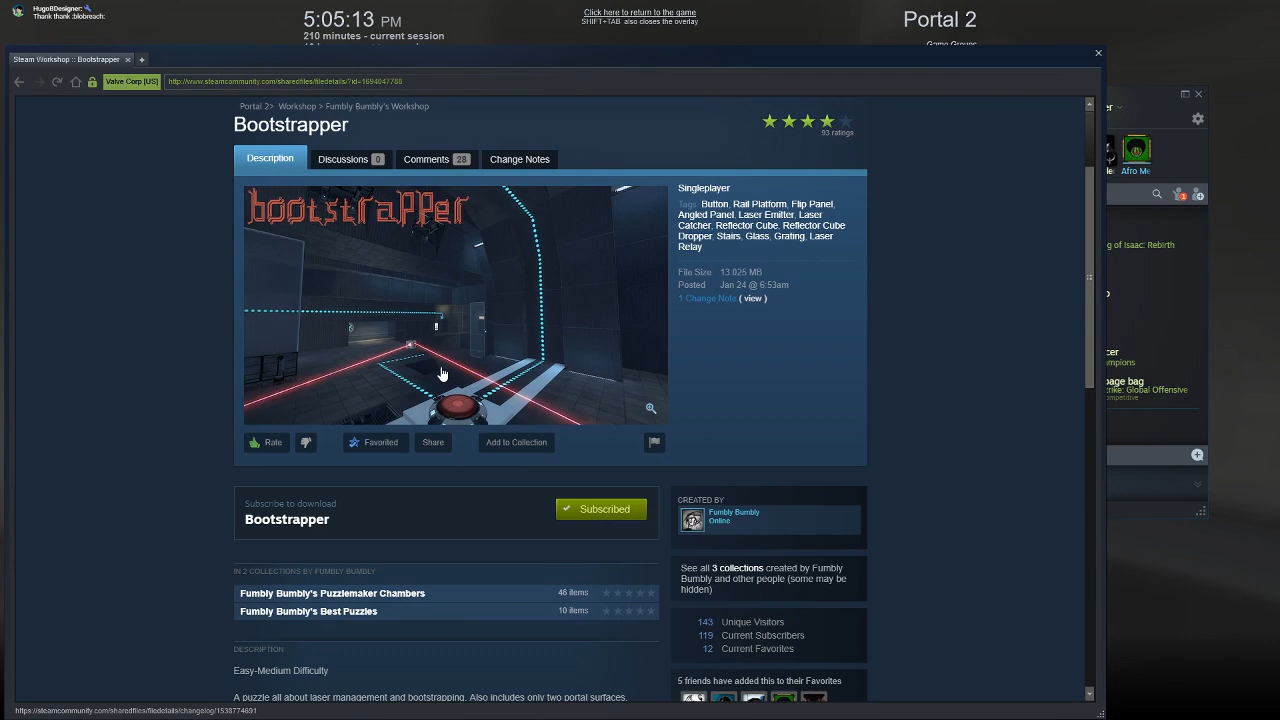 HugoBDesigner:
Thank thank :blobreach:
5:05:13 PM
210 minutes - current session
Click here to return to the game
SHIFT+TAB also closes the overlay
Portal 2
Steam Workshop :: Bootstrapper
Valve Corp [US]
http://www.steamcommunity.com/sharedfiles/filedetails/?id=1694047788
Portal 2> Workshop > Fumbly Bumbly's Workshop
Bootstrapper
93 ratings
Description
Discussions 0
Comments 28
Change Notes
bootstrapper
Singleplayer
Tags: Button, Rail Platform, Flip Panel,
Angled Panel, Laser Emitter, Laser
Catcher, Reflector Cube, Reflector Cube
Dropper, Stairs, Glass, Grating, Laser
Relay
File Size 13.025 MB
Posted Jan 24 @ 6:53am
1 Change Note ( view )
Rate
Favorited
Share
Add to Collection
Subscribe to download
Bootstrapper
Subscribed
CREATED BY
Fumbly Bumbly
Online
IN 2 COLLECTIONS BY FUMBLY BUMBLY
Fumbly Bumbly's Puzzlemaker Chambers 46 items
Fumbly Bumbly's Best Puzzles 10 items
See all 3 collections created by Fumbly
Bumbly and other people (some may be
hidden)
143 Unique Visitors
119 Current Subscribers
12 Current Favorites
DESCRIPTION
Easy-Medium Difficulty
A puzzle all about laser management and bootstrapping. Also includes only two portal surfaces.
5 friends have added this to their Favorites
https://steamcommunity.com/sharedfiles/filedetails/changelog/1538774691
Afro Me
1
ng of Isaac: Rebirth
cer
mpions
page bag
trike: Global Offensive
ompetitive